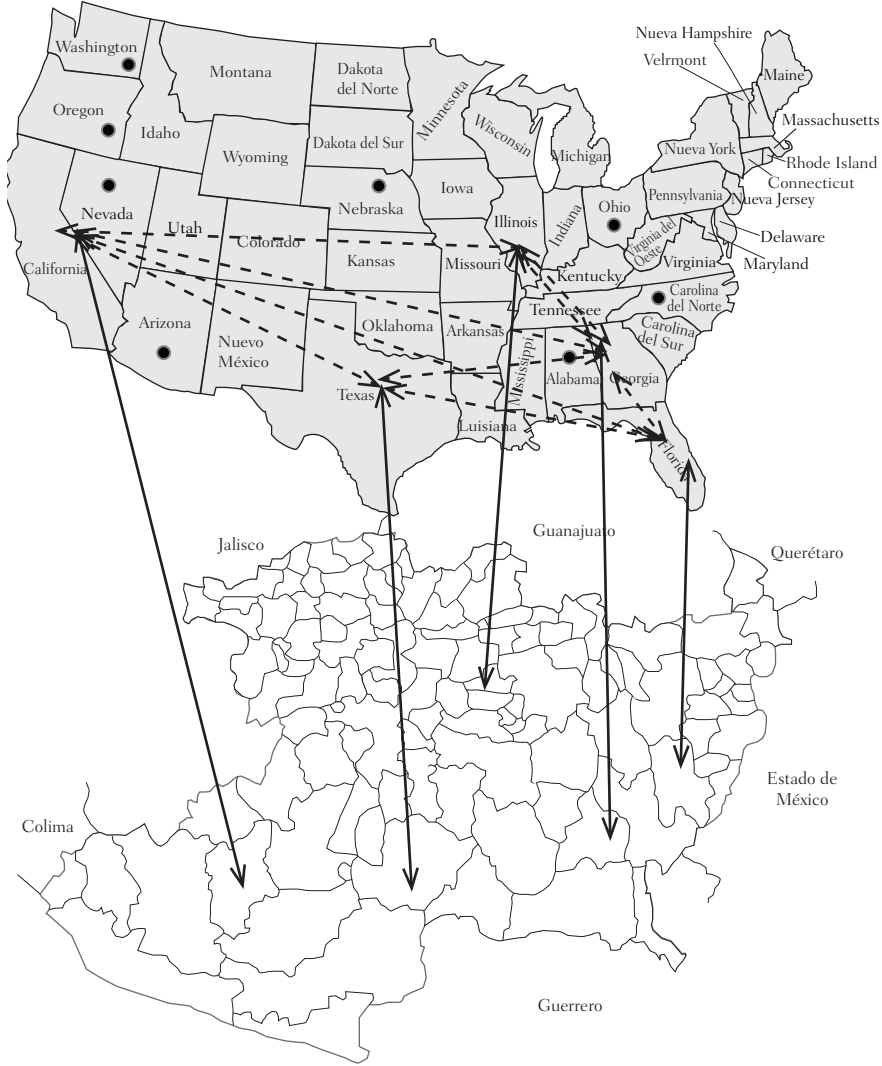 Washington
Montana
Dakota
del Norte
Minnesota
Oregon
Idaho
Wyoming
Dakota del Sur
Wisconsin
Michigan
Nueva Hampshire
Velrmont
Maine
Massachusetts
Nueva York
Rhode Island
Connecticut
Pennsylvania
Nueva Jersey
Delaware
Maryland
Nevada
Utah
Colorado
Nebraska
Iowa
Illinois
Indiana
Ohio
Virginia del
Oeste
Virginia
California
Kansas
Missouri
Kentucky
Carolina
del Norte
Tennessee
Carolina
del Sur
Arizona
Nuevo
México
Oklahoma
Arkansas
Mississippi
Alabama
Georgia
Texas
Luisiana
Florida
Jalisco
Guanajuato
Querétaro
Estado de
México
Colima
Guerrero